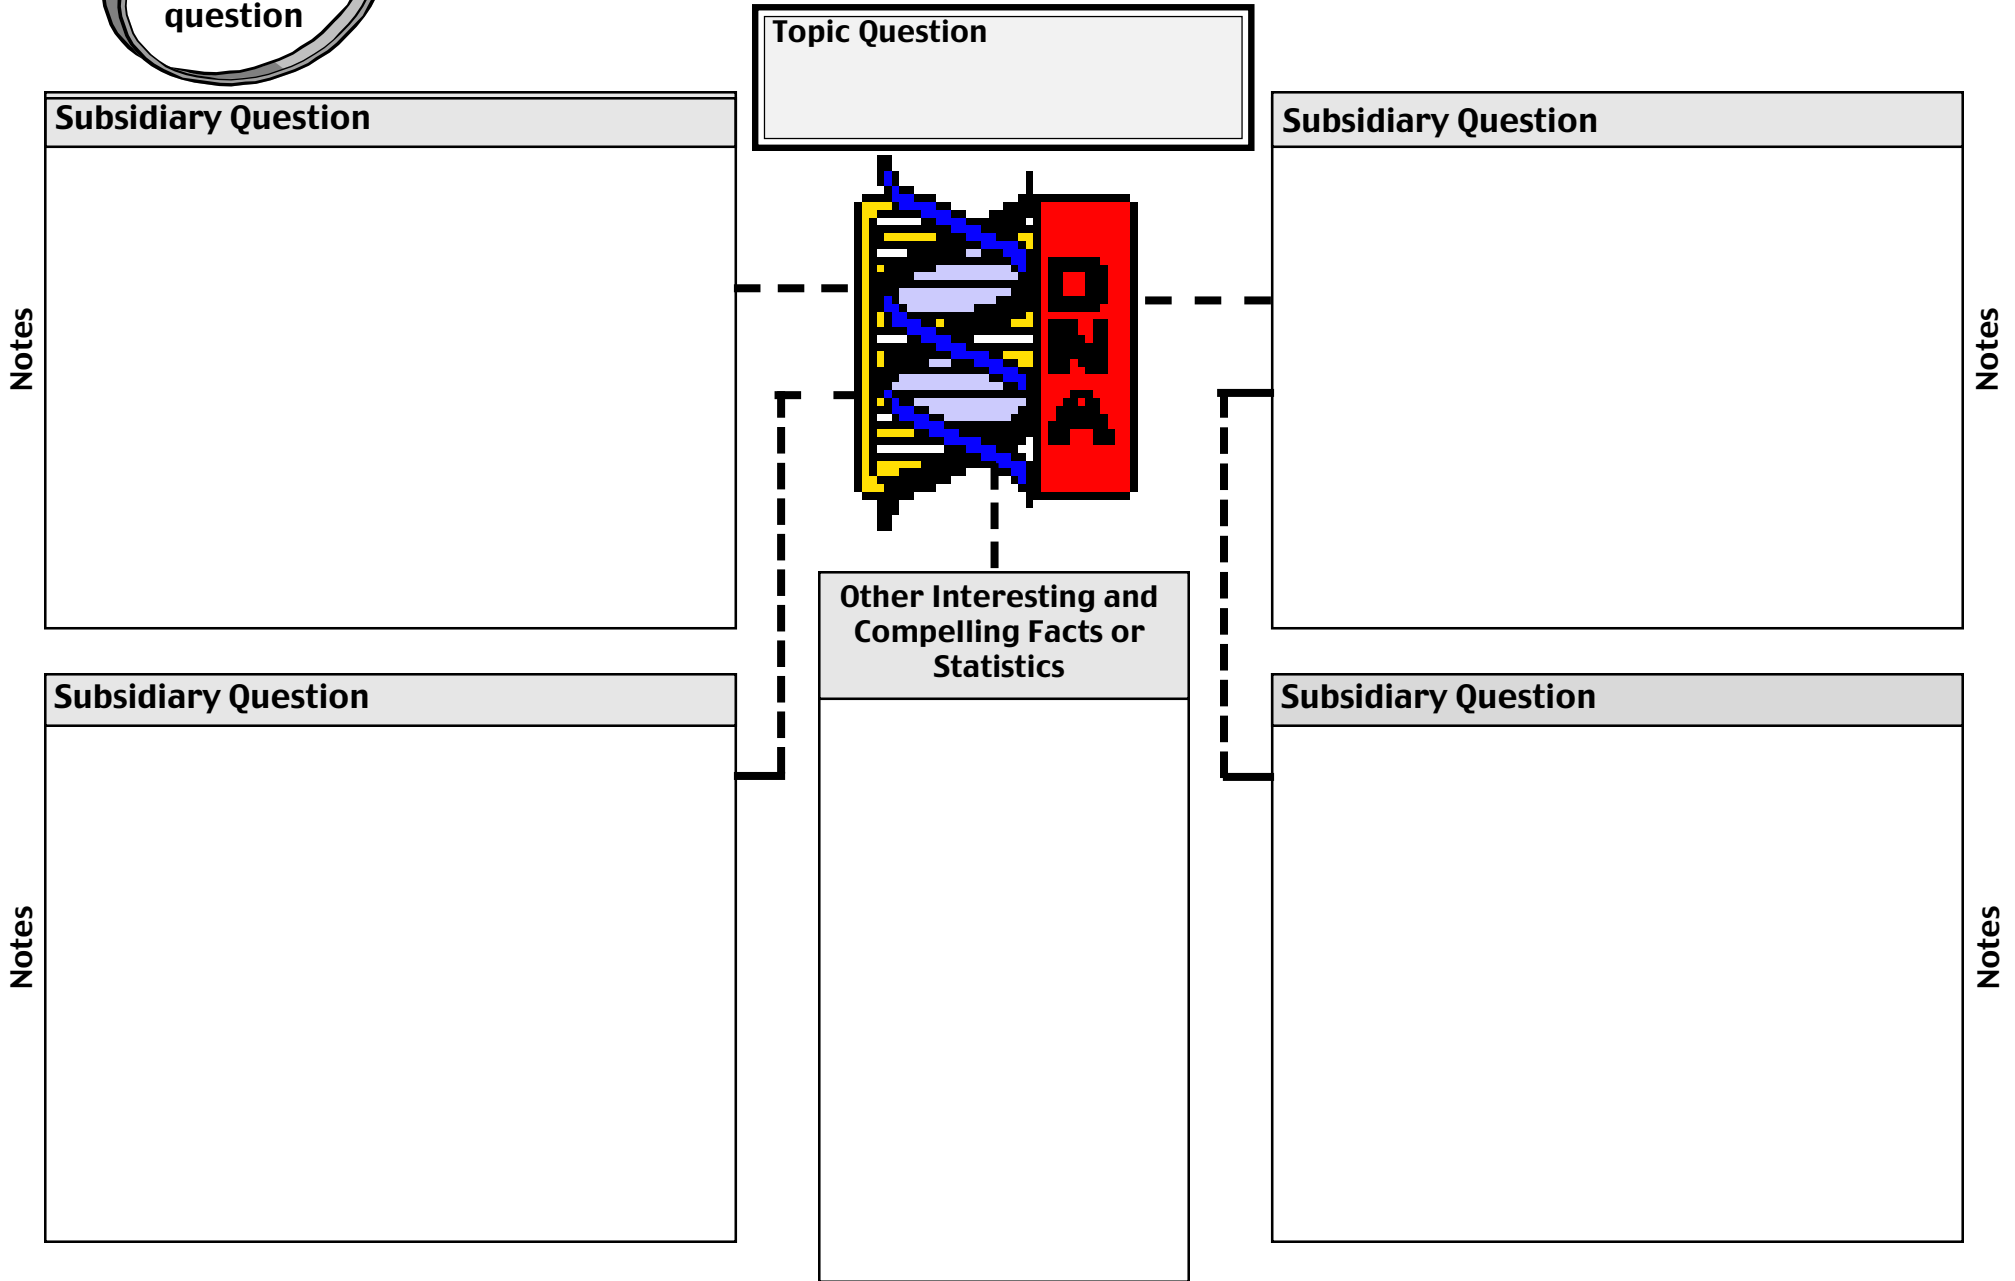 question
Topic Question
Subsidiary Question
Subsidiary Question
Notes
Notes
DNA
Other Interesting and
Compelling Facts or
Statistics
Subsidiary Question
Subsidiary Question
Notes
Notes